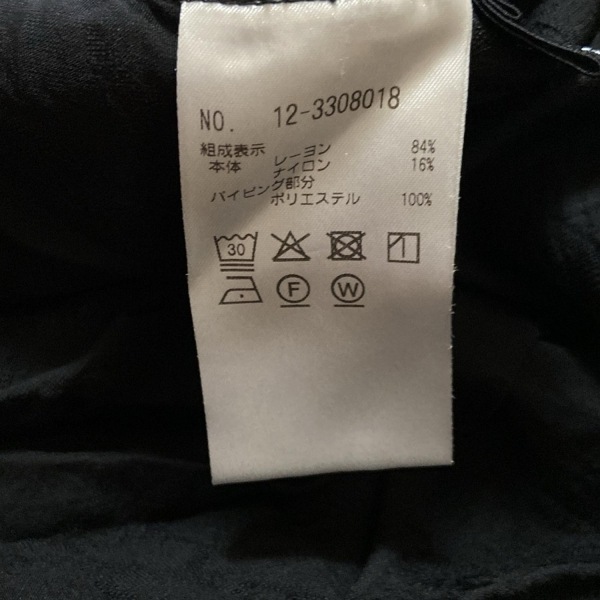 NO. 12-3308018
組成表示 レーヨン 84%
本体 ナイロン 16%
パイピング部分
ポリエステル 100%
30
F W